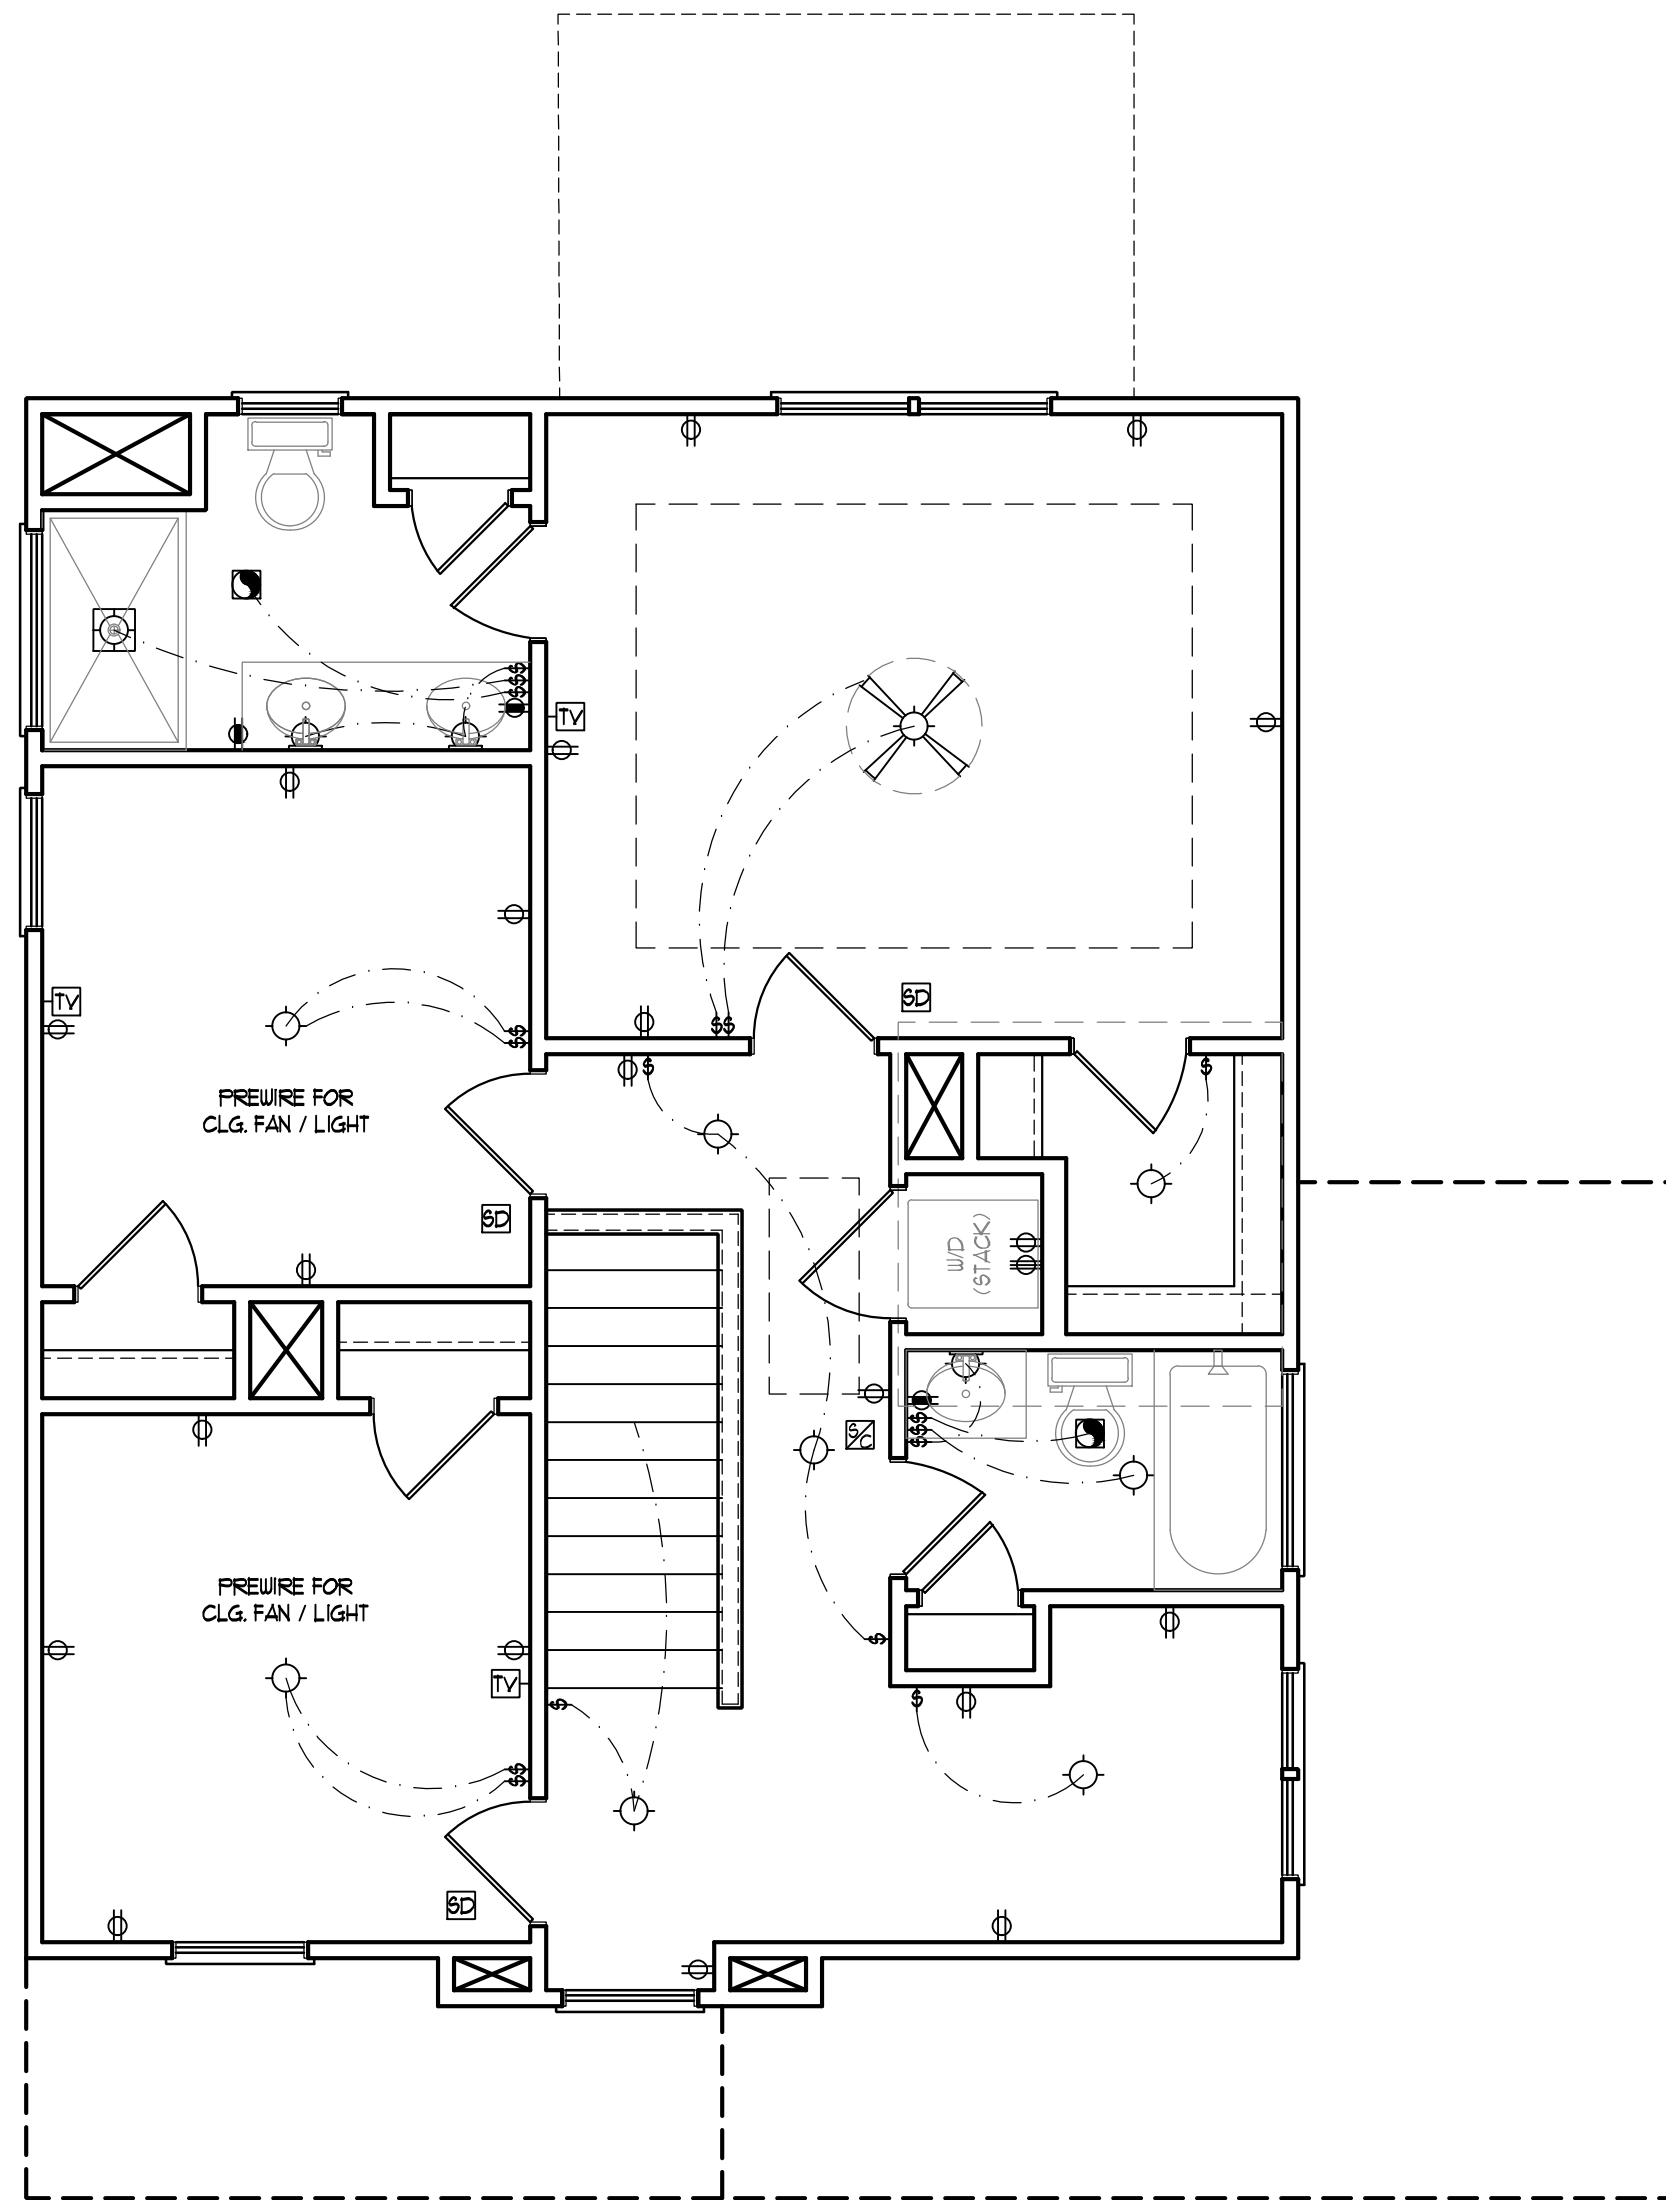 $$$
TV
TV
SD
$$
$$
PREWIRE FOR
CLG. FAN / LIGHT
$
$
SD
W/D
(STACK)
$$$
S/C
PREWIRE FOR
CLG. FAN / LIGHT
$
TV
$
$
$$
SD